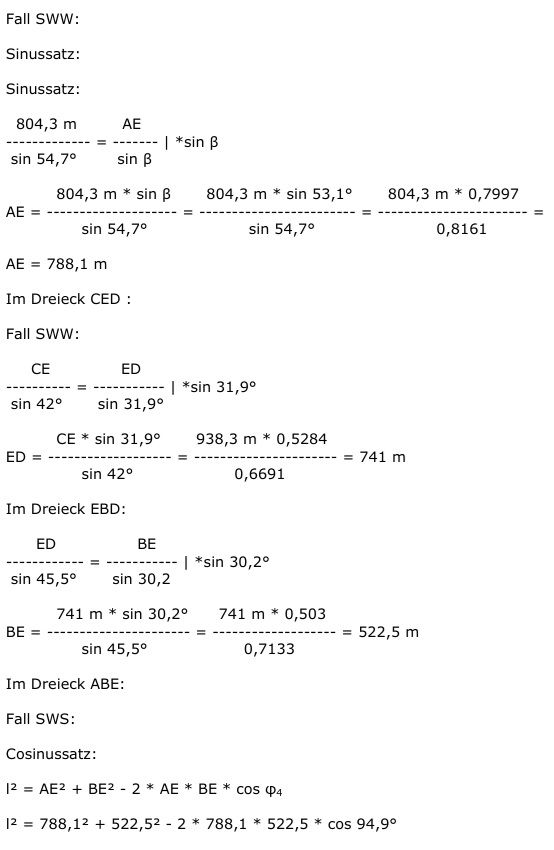 Fall SWW:
Sinussatz:
Sinussatz:
804,3 m AE
------------- = ------- | *sin β
sin 54,7° sin β
804,3 m * sin β 804,3 m * sin 53,1° 804,3 m * 0,7997
AE = -------------------- = ------------------------ = ----------------------- =
sin 54,7° sin 54,7° 0,8161
AE = 788,1 m
Im Dreieck CED :
Fall SWW:
CE ED
---------- = ----------- | *sin 31,9°
sin 42° sin 31,9°
CE * sin 31,9° 938,3 m * 0,5284
ED = ------------------- = ---------------------- = 741 m
sin 42° 0,6691
Im Dreieck EBD:
ED BE
------------ = ----------- | *sin 30,2°
sin 45,5° sin 30,2
741 m * sin 30,2° 741 m * 0,503
BE = ---------------------- = ------------------- = 522,5 m
sin 45,5° 0,7133
Im Dreieck ABE:
Fall SWS:
Cosinussatz:
l² = AE² + BE² - 2 * AE * BE * cos φ₄
l² = 788,1² + 522,5² - 2 * 788,1 * 522,5 * cos 94,9°